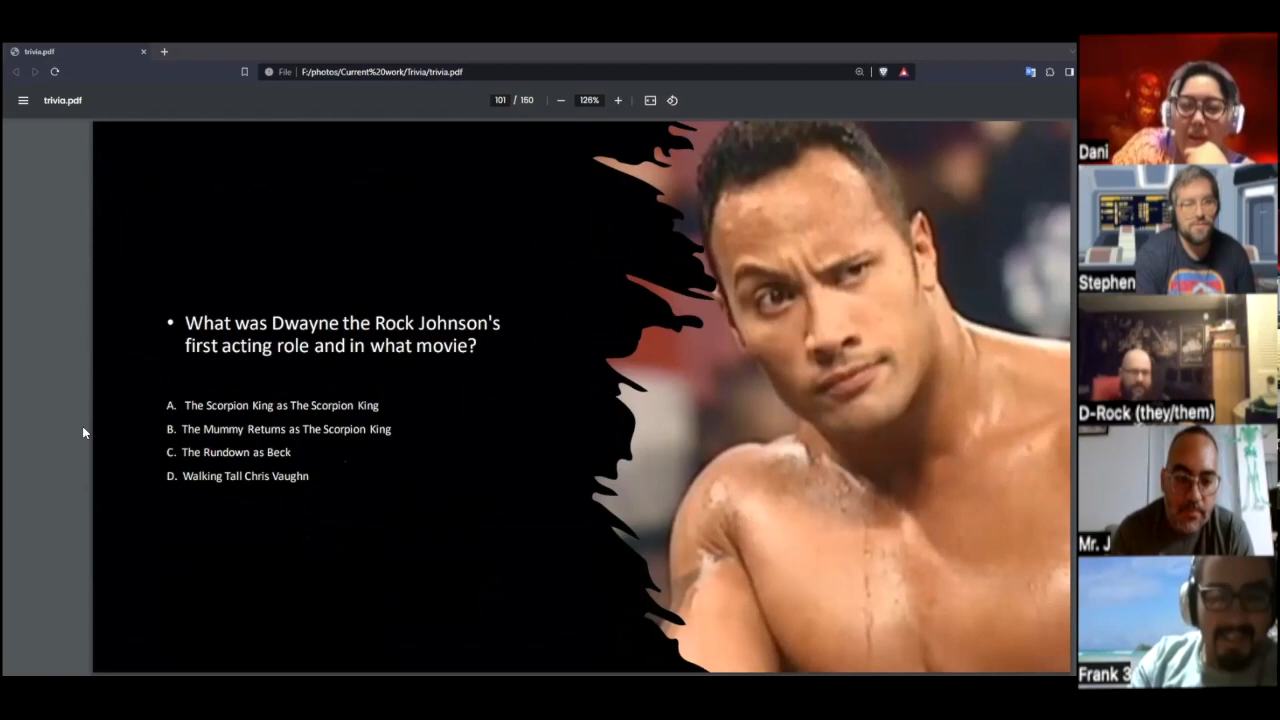 trivia.pdf
File F:/photos/Current%20work/Trivia/trivia.pdf
trivia.pdf 101 / 150 126%
• What was Dwayne the Rock Johnson's
first acting role and in what movie?
A. The Scorpion King as The Scorpion King
B. The Mummy Returns as The Scorpion King
C. The Rundown as Beck
D. Walking Tall Chris Vaughn
Dani
Stephen
D-Rock (they/them)
Mr. J
Frank 3